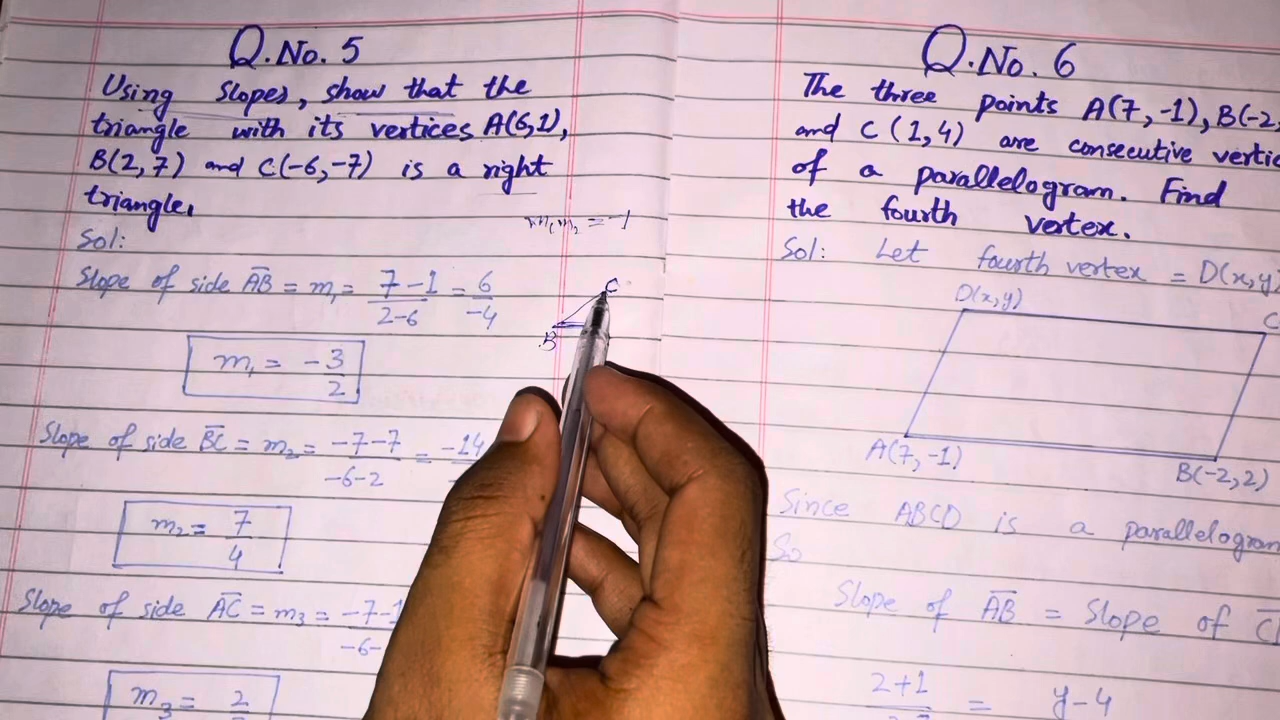 Q.No. 5
Using slopes, show that the
triangle with its vertices A(6,1),
B(2,7) and C(-6,-7) is a right
triangle.
m₁m₂ = -1
Sol:
Slope of side AB = m₁ = 7-1/2-6 = 6/-4
C
B
m₁ = -3/2
Slope of side BC = m₂ = -7-7/-6-2 = -14
m₂ = 7/4
Slope of side AC = m₃ = -7-1/-6-
m₃ = 2
Q.No. 6
The three points A(7,-1), B(-2,
and C(1,4) are consecutive vertic
of a parallelogram. Find
the fourth vertex.
Sol: Let fourth vertex = D(x,y
D(x,y)
C
A(7,-1)
B(-2,2)
Since ABCD is a parallelogram
So
Slope of AB = Slope of C
2+1 = y-4